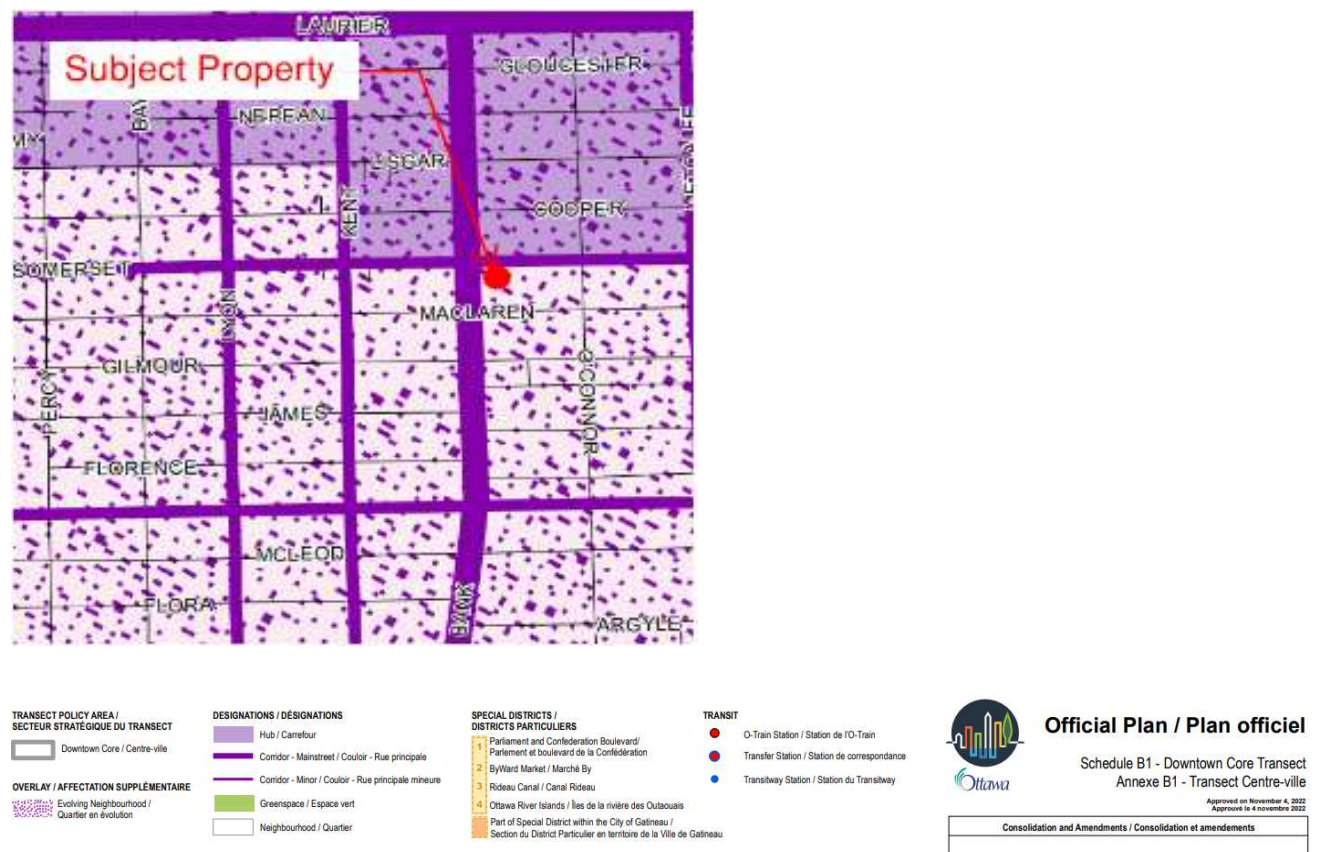 LAURIER
Subject Property
GLOUCESTER
BAY
NEPEAN
MY
KENT
COOPER
SOMERSET
LYON
MACLAREN
GILMOUR
O'CONNOR
PERCY
JAMES
FLORENCE
MCLEOD
FLORA
BANK
ARGYLE
TRANSECT POLICY AREA /
SECTEUR STRATÉGIQUE DU TRANSECT
Downtown Core / Centre-ville
OVERLAY / AFFECTATION SUPPLÉMENTAIRE
Evolving Neighbourhood /
Quartier en évolution
DESIGNATIONS / DÉSIGNATIONS
Hub / Carrefour
Corridor - Mainstreet / Couloir - Rue principale
Corridor - Minor / Couloir - Rue principale mineure
Greenspace / Espace vert
Neighbourhood / Quartier
SPECIAL DISTRICTS /
DISTRICTS PARTICULIERS
1 Parliament and Confederation Boulevard/
Parlement et boulevard de la Confédération
2 ByWard Market / Marché By
3 Rideau Canal / Canal Rideau
4 Ottawa River Islands / Îles de la rivière des Outaouais
Part of Special District within the City of Gatineau /
Section du District Particulier en territoire de la Ville de Gatineau
TRANSIT
O-Train Station / Station de l'O-Train
Transfer Station / Station de correspondance
Transitway Station / Station du Transitway
Ottawa
Official Plan / Plan officiel
Schedule B1 - Downtown Core Transect
Annexe B1 - Transect Centre-ville
Approved on November 4, 2022
Approuvé le 4 novembre 2022
Consolidation and Amendments / Consolidation et amendements